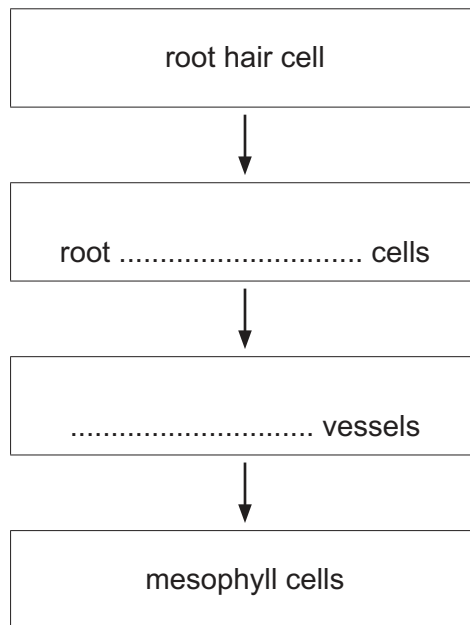 root hair cell
root .............................. cells
.............................. vessels
mesophyll cells